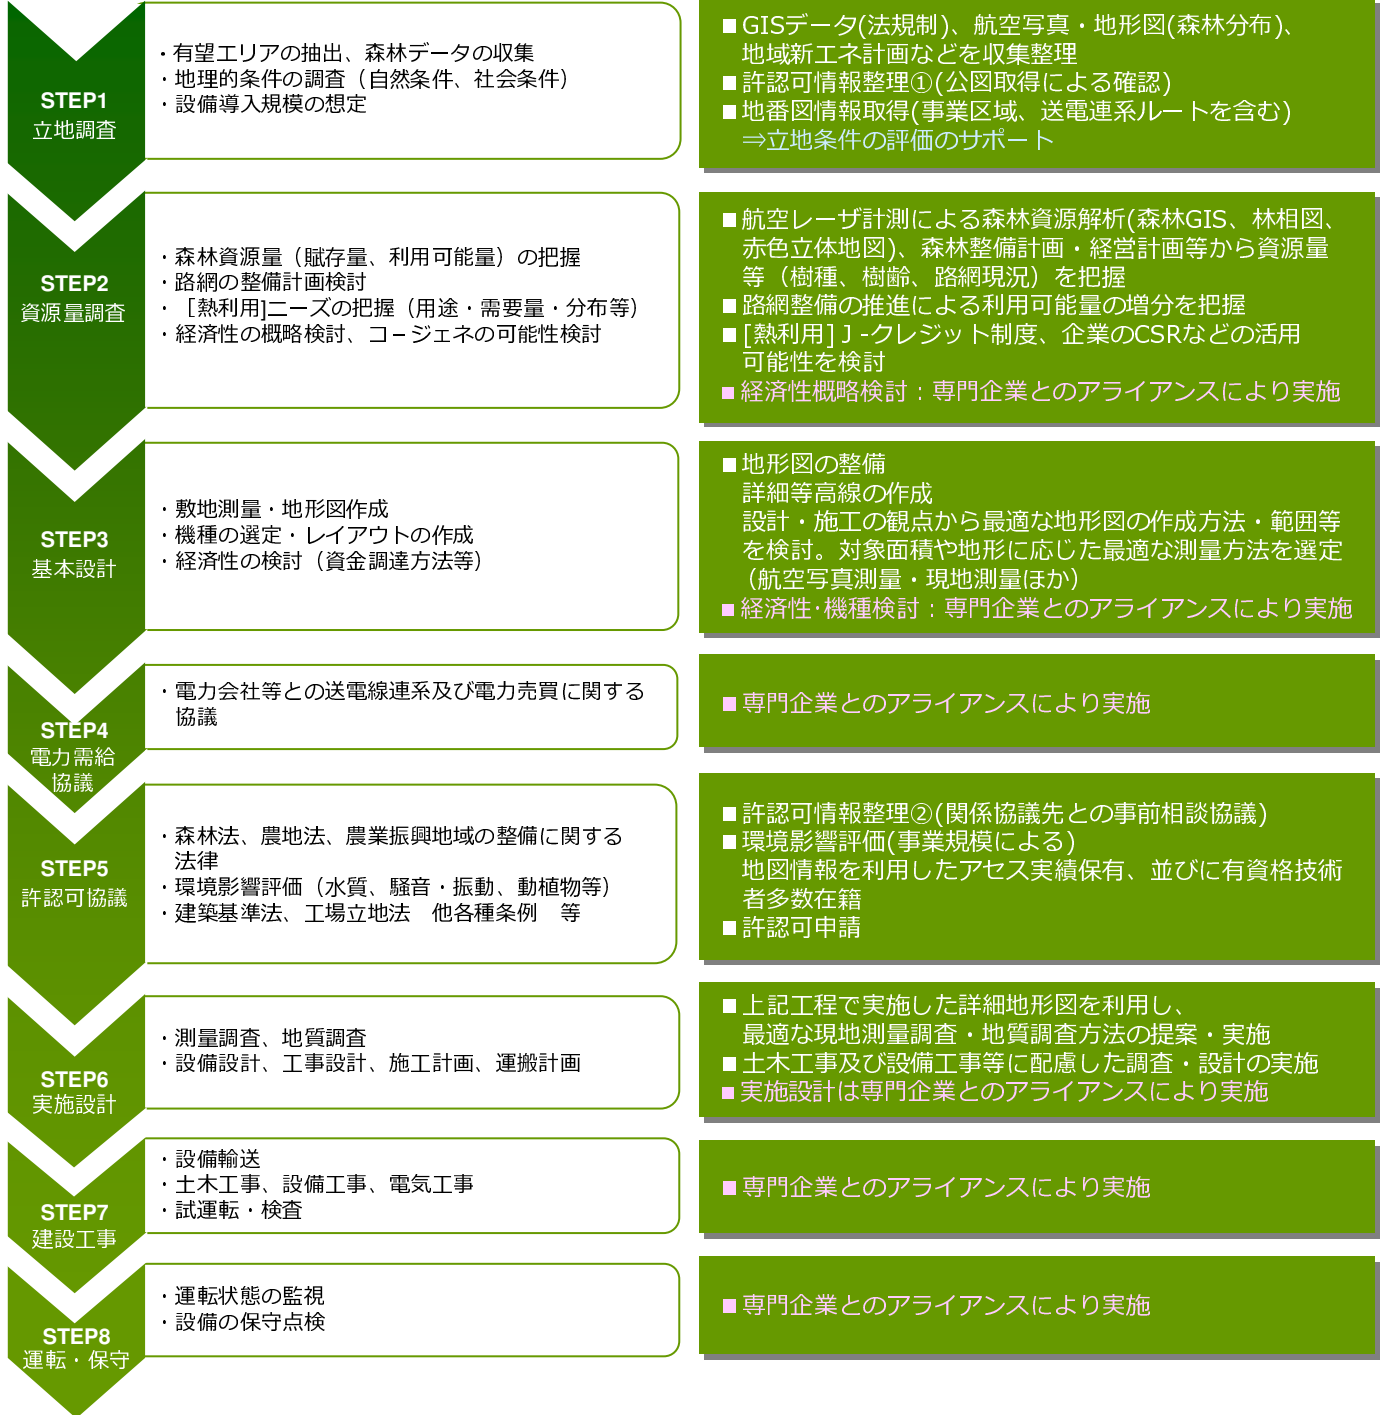 STEP1
立地調査
・有望エリアの抽出、森林データの収集
・地理的条件の調査（自然条件、社会条件）
・設備導入規模の想定
■GISデータ(法規制)、航空写真・地形図(森林分布)、
地域新エネ計画などを収集整理
■許認可情報整理①(公図取得による確認)
■地番図情報取得(事業区域、送電連系ルートを含む)
⇒立地条件の評価のサポート
STEP2
資源量調査
・森林資源量（賦存量、利用可能量）の把握
・路網の整備計画検討
・［熱利用]ニーズの把握（用途・需要量・分布等）
・経済性の概略検討、コ－ジェネの可能性検討
■航空レーザ計測による森林資源解析(森林GIS、林相図、
赤色立体地図)、森林整備計画・経営計画等から資源量
等（樹種、樹齢、路網現況）を把握
■路網整備の推進による利用可能量の増分を把握
■[熱利用]Ｊ-クレジット制度、企業のCSRなどの活用
可能性を検討
■経済性概略検討：専門企業とのアライアンスにより実施
STEP3
基本設計
・敷地測量・地形図作成
・機種の選定・レイアウトの作成
・経済性の検討（資金調達方法等）
■地形図の整備
詳細等高線の作成
設計・施工の観点から最適な地形図の作成方法・範囲等
を検討。対象面積や地形に応じた最適な測量方法を選定
（航空写真測量・現地測量ほか）
■経済性･機種検討：専門企業とのアライアンスにより実施
STEP4
電力需給
協議
・電力会社等との送電線連系及び電力売買に関する
協議
■専門企業とのアライアンスにより実施
STEP5
許認可協議
・森林法、農地法、農業振興地域の整備に関する
法律
・環境影響評価（水質、騒音・振動、動植物等）
・建築基準法、工場立地法　他各種条例　等
■許認可情報整理②(関係協議先との事前相談協議)
■環境影響評価(事業規模による)
地図情報を利用したアセス実績保有、並びに有資格技術
者多数在籍
■許認可申請
STEP6
実施設計
・測量調査、地質調査
・設備設計、工事設計、施工計画、運搬計画
■上記工程で実施した詳細地形図を利用し、
最適な現地測量調査・地質調査方法の提案・実施
■土木工事及び設備工事等に配慮した調査・設計の実施
■実施設計は専門企業とのアライアンスにより実施
STEP7
建設工事
・設備輸送
・土木工事、設備工事、電気工事
・試運転・検査
■専門企業とのアライアンスにより実施
STEP8
運転・保守
・運転状態の監視
・設備の保守点検
■専門企業とのアライアンスにより実施